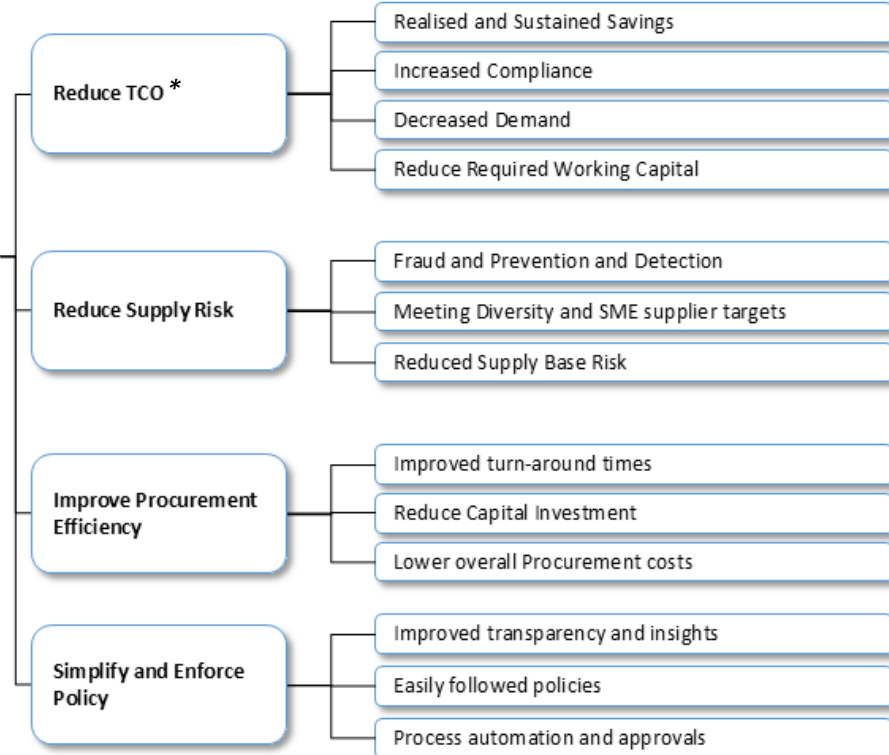 Reduce TCO *
Realised and Sustained Savings
Increased Compliance
Decreased Demand
Reduce Required Working Capital
Reduce Supply Risk
Fraud and Prevention and Detection
Meeting Diversity and SME supplier targets
Reduced Supply Base Risk
Improve Procurement
Efficiency
Improved turn-around times
Reduce Capital Investment
Lower overall Procurement costs
Simplify and Enforce
Policy
Improved transparency and insights
Easily followed policies
Process automation and approvals